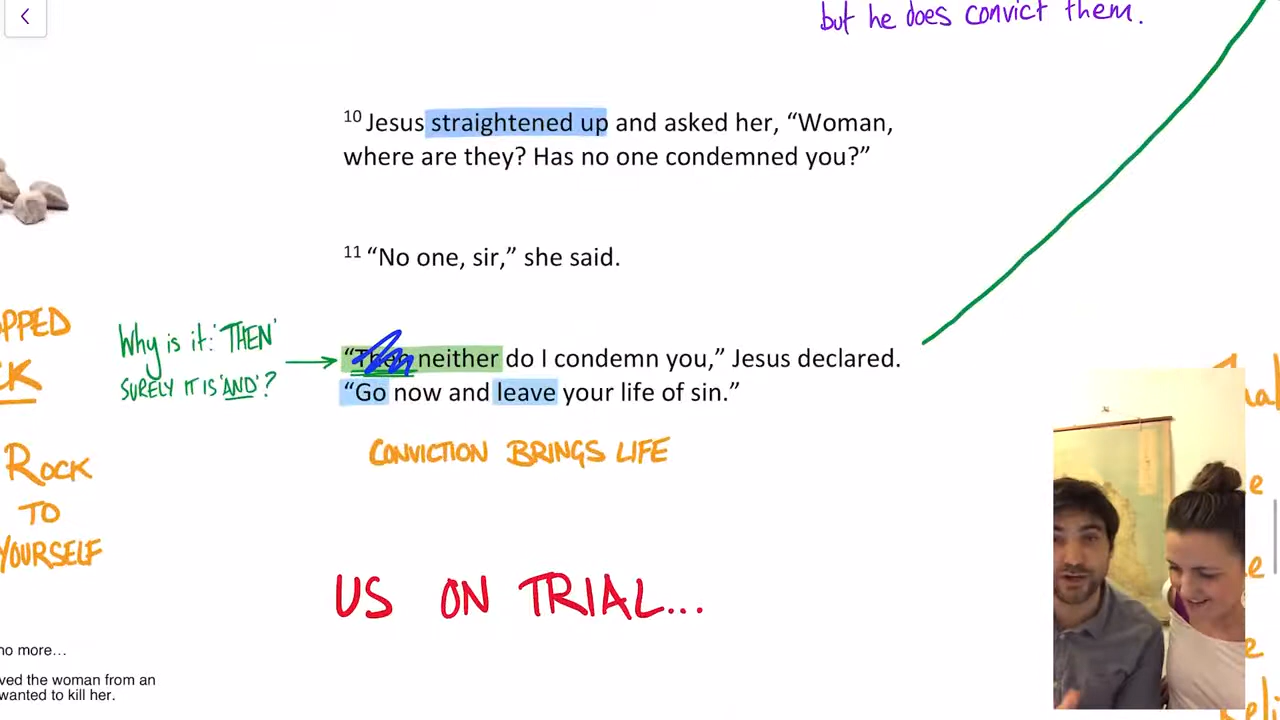 but he does convict them.
10 Jesus straightened up and asked her, “Woman,
where are they? Has no one condemned you?”
11 “No one, sir,” she said.
OPPED
CK
Why is it: 'THEN'
SURELY IT IS 'AND'?
“Then neither do I condemn you,” Jesus declared.
“Go now and leave your life of sin.”
CONVICTION BRINGS LIFE
ROCK
TO
YOURSELF
US ON TRIAL...
no more...
ved the woman from an
wanted to kill her.